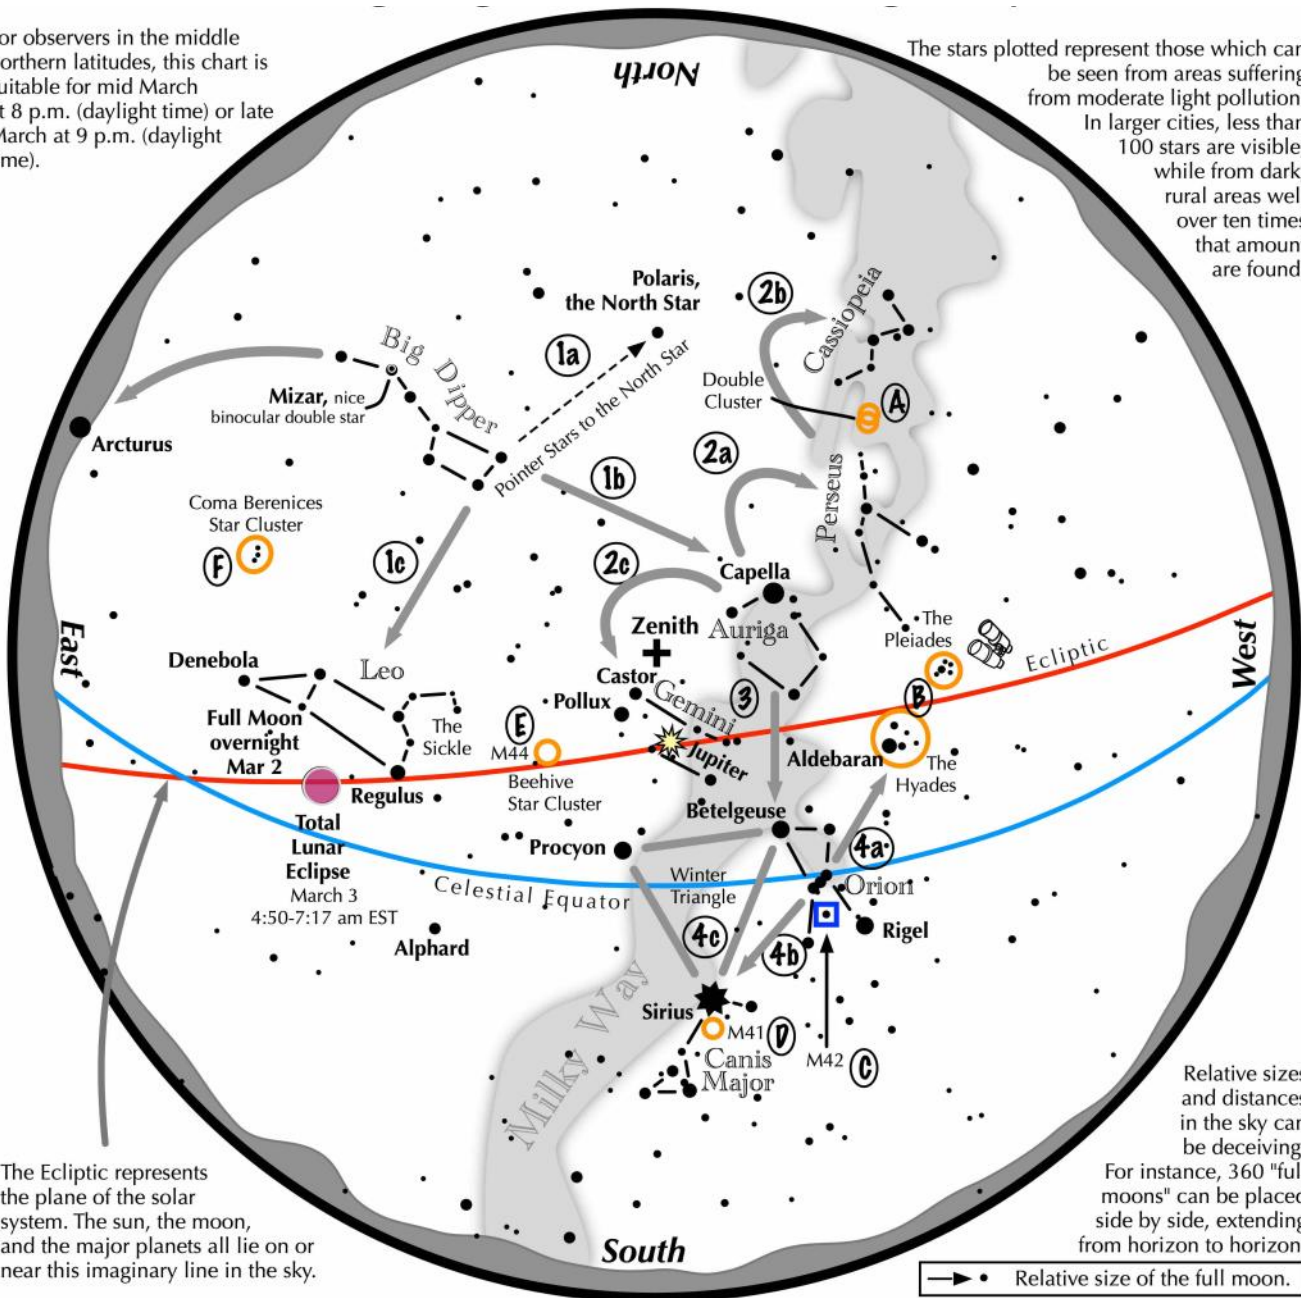 or observers in the middle
orthern latitudes, this chart is
uitable for mid March
t 8 p.m. (daylight time) or late
March at 9 p.m. (daylight
me).
The stars plotted represent those which can
be seen from areas suffering
from moderate light pollution
In larger cities, less than
100 stars are visible
while from dark
rural areas wel
over ten times
that amoun
are found
North
Polaris,
the North Star
2b
Cassiopeia
1a
Big Dipper
Mizar, nice
binocular double star
Pointer Stars to the North Star
Double
Cluster
A
Arcturus
2a
1b
Perseus
Coma Berenices
Star Cluster
F
1c
2c
Capella
East
West
Zenith
Auriga
The
Pleiades
Ecliptic
Denebola
Leo
Castor
Gemini
3
B
Pollux
Full Moon
overnight
Mar 2
The
Sickle
E
M44
Jupiter
Aldebaran
The
Hyades
Beehive
Star Cluster
Regulus
Betelgeuse
Total
Lunar
Eclipse
March 3
4:50-7:17 am EST
Procyon
4a
Winter
Triangle
Celestial Equator
Orion
Alphard
4c
4b
Rigel
Milky Way
Sirius
M41
D
M42
C
Canis
Major
Relative sizes
and distances
in the sky can
be deceiving
For instance, 360 "ful
moons" can be placed
side by side, extending
from horizon to horizon
The Ecliptic represents
the plane of the solar
system. The sun, the moon,
and the major planets all lie on or
near this imaginary line in the sky.
South
Relative size of the full moon.